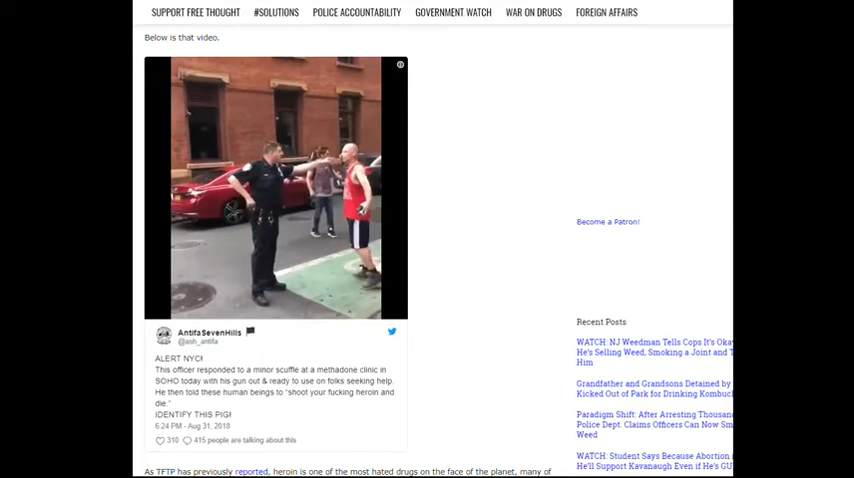 SUPPORT FREE THOUGHT #SOLUTIONS POLICE ACCOUNTABILITY GOVERNMENT WATCH WAR ON DRUGS FOREIGN AFFAIRS
Below is that video.
AntifaSevenHills
@ash_antifa
ALERT NYC!
This officer responded to a minor scuffle at a methadone clinic in
SOHO today with his gun out & ready to use on folks seeking help.
He then told these human beings to "shoot your fucking heroin and
die."
IDENTIFY THIS PIG!
6:24 PM - Aug 31, 2018
310 415 people are talking about this
As TFTP has previously reported, heroin is one of the most hated drugs on the face of the planet, many of
Become a Patron!
Recent Posts
WATCH: NJ Weedman Tells Cops It's Oka
He's Selling Weed, Smoking a Joint and T
Him
Grandfather and Grandsons Detained by
Kicked Out of Park for Drinking Kombuc
Paradigm Shift: After Arresting Thousan
Police Dept. Claims Officers Can Now Sm
Weed
WATCH: Student Says Because Abortion i
He'll Support Kavanaugh Even if He's GU